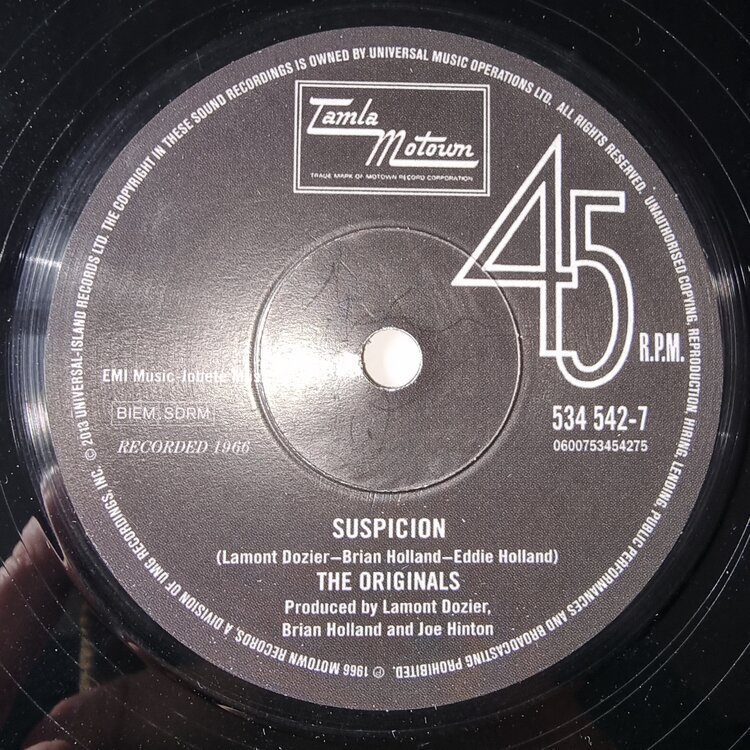 ℗ 1966 MOTOWN RECORDS, A DIVISION OF UMG RECORDINGS, INC. © 2013 UNIVERSAL-ISLAND RECORDS LTD. THE COPYRIGHT IN THESE SOUND RECORDINGS IS OWNED BY UNIVERSAL MUSIC OPERATIONS LTD. ALL RIGHTS RESERVED. UNAUTHORISED COPYING, REPRODUCTION, HIRING, LENDING, PUBLIC PERFORMANCES AND BROADCASTING PROHIBITED.
Tamla
Motown
TRADE MARK OF MOTOWN RECORD CORPORATION
45
R.P.M.
EMI Music-Jobete
BIEM, SDRM
RECORDED 1966
534 542-7
0600753454275
SUSPICION
(Lamont Dozier–Brian Holland–Eddie Holland)
THE ORIGINALS
Produced by Lamont Dozier,
Brian Holland and Joe Hinton